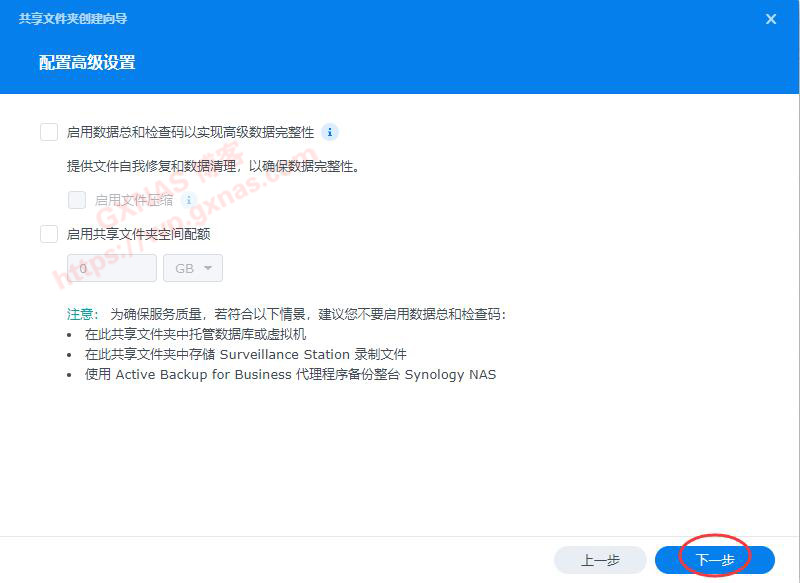 共享文件夹创建向导
配置高级设置
启用数据总和检查码以实现高级数据完整性
提供文件自我修复和数据清理，以确保数据完整性。
启用文件压缩
GXNAS 博客
https://wp.gxnas.com
启用共享文件夹空间配额
0 GB
注意： 为确保服务质量，若符合以下情景，建议您不要启用数据总和检查码：
• 在此共享文件夹中托管数据库或虚拟机
• 在此共享文件夹中存储 Surveillance Station 录制文件
• 使用 Active Backup for Business 代理程序备份整台 Synology NAS
上一步 下一步